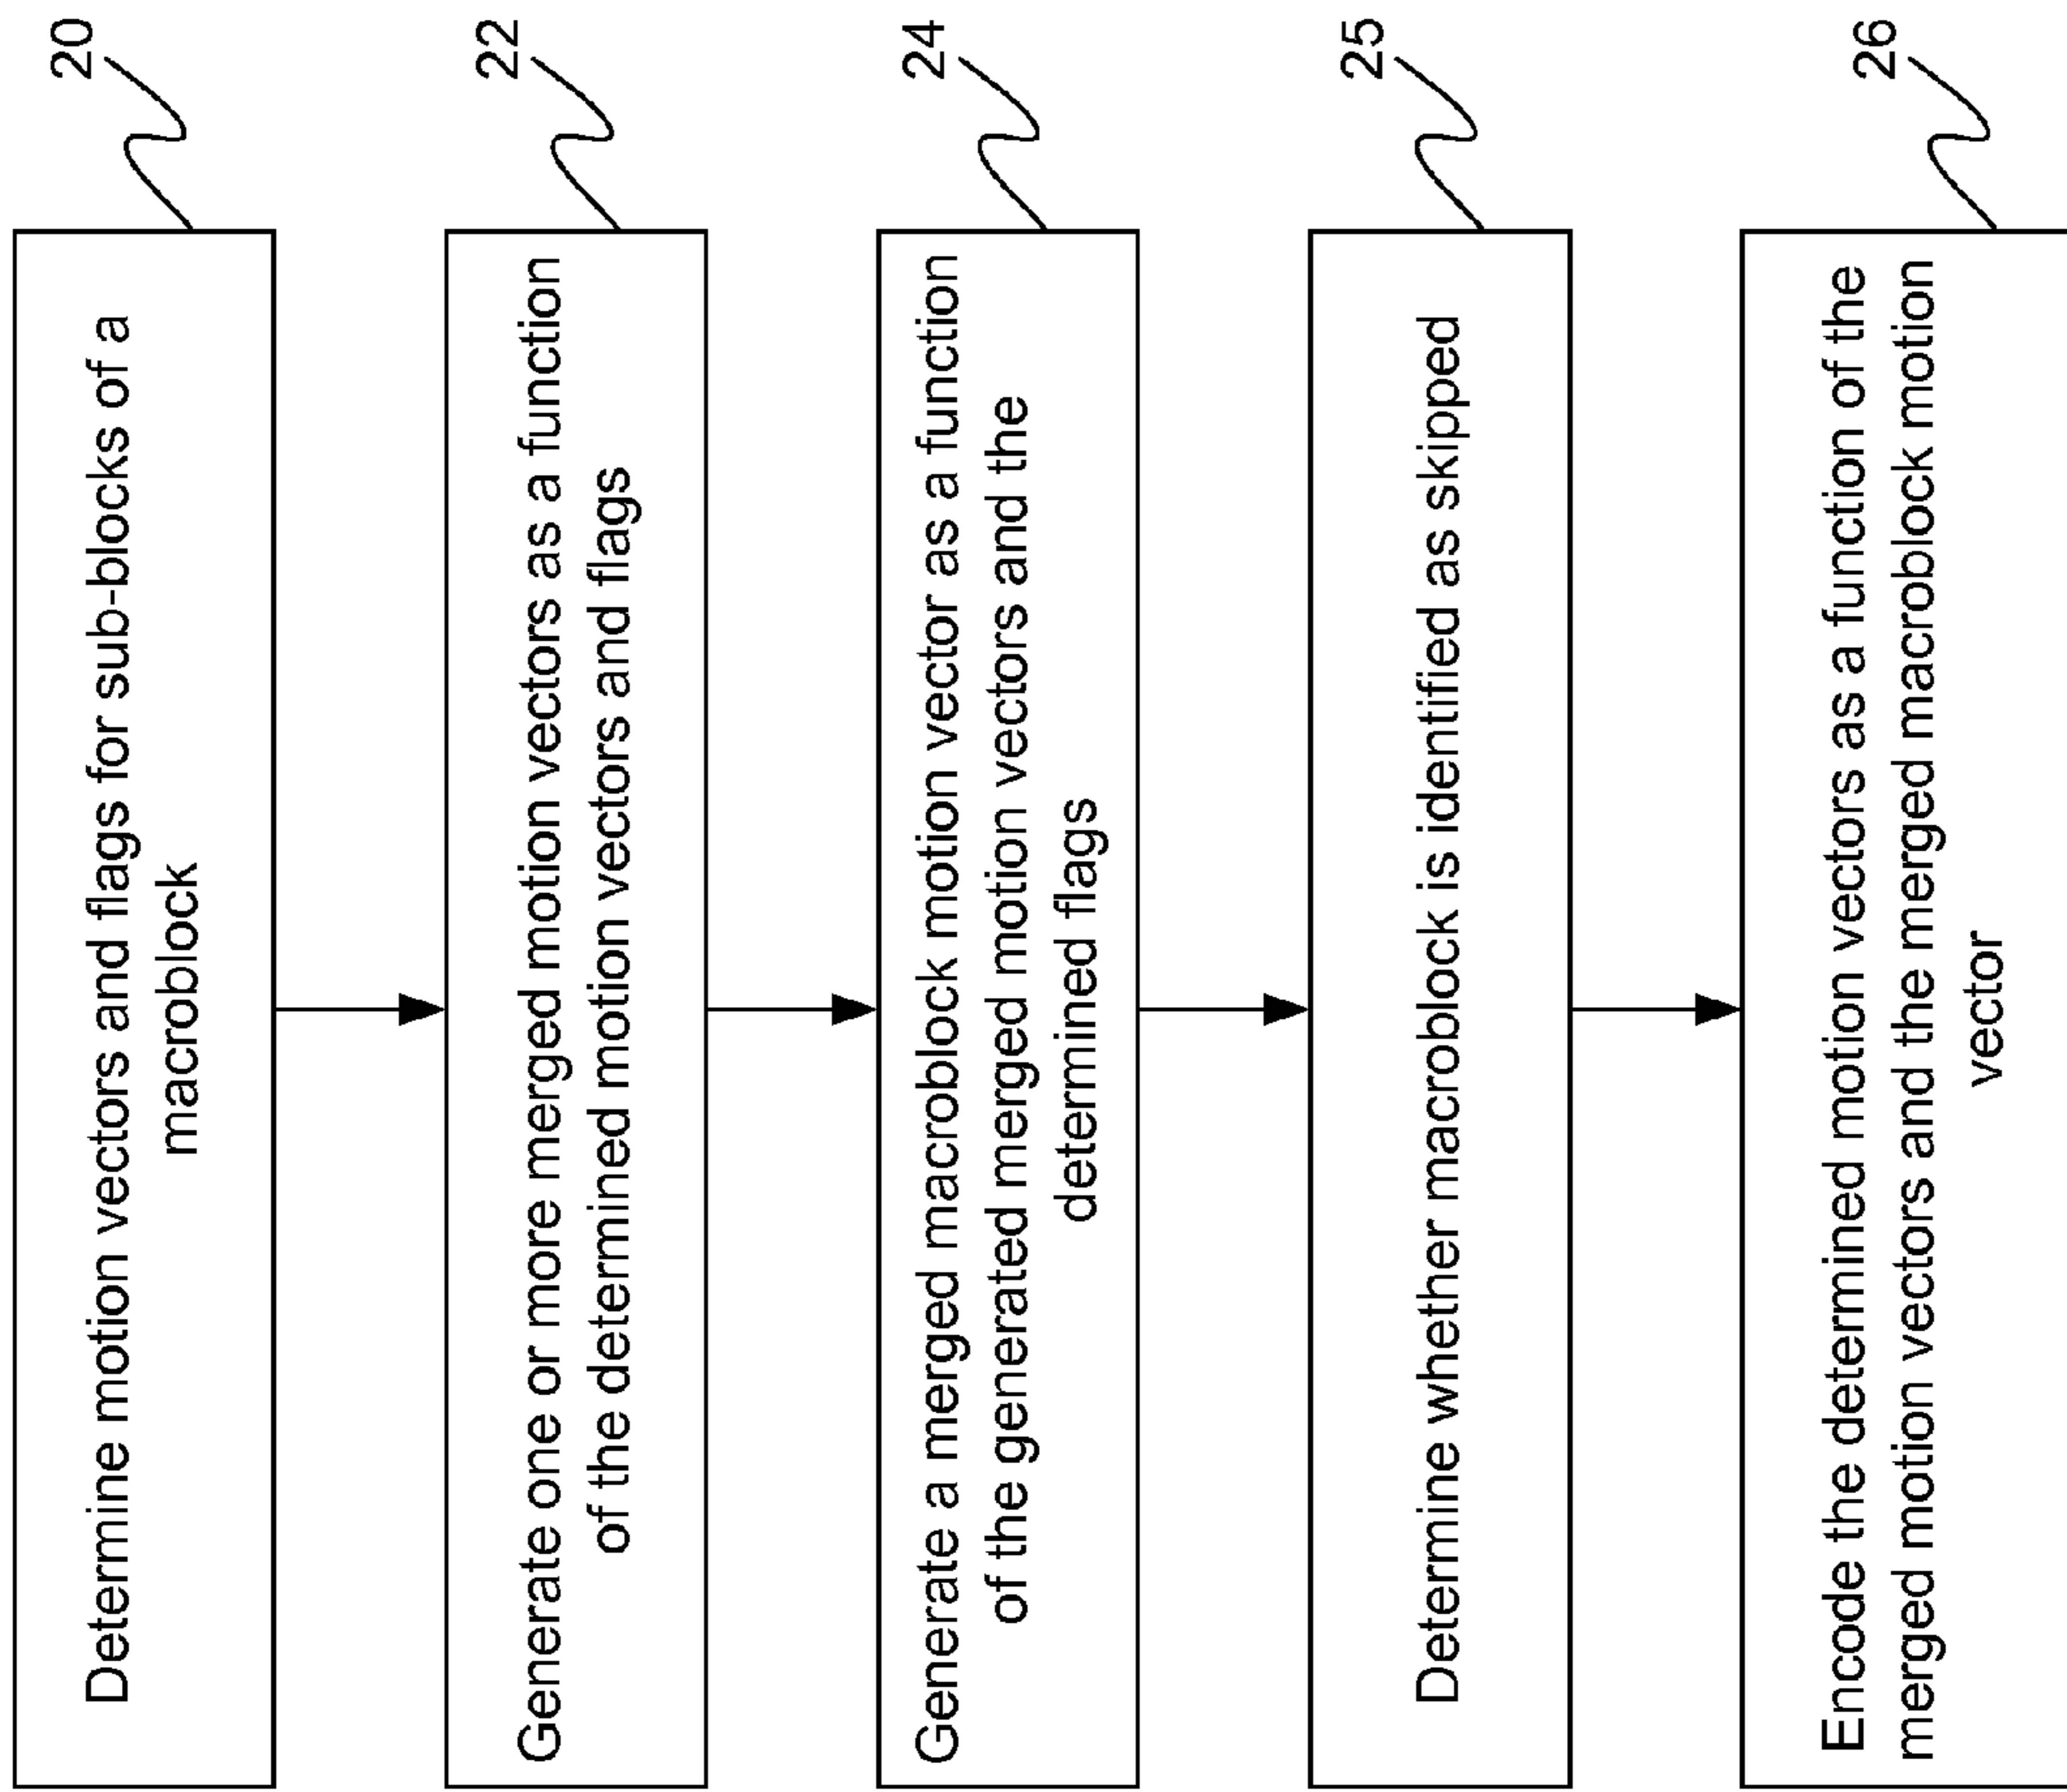 Determine motion vectors and flags for sub-blocks of a
macroblock
20
Generate one or more merged motion vectors as a function
of the determined motion vectors and flags
22
Generate a merged macroblock motion vector as a function
of the generated merged motion vectors and the
determined flags
24
Determine whether macroblock is identified as skipped
25
Encode the determined motion vectors as a function of the
merged motion vectors and the merged macroblock motion
vector
26